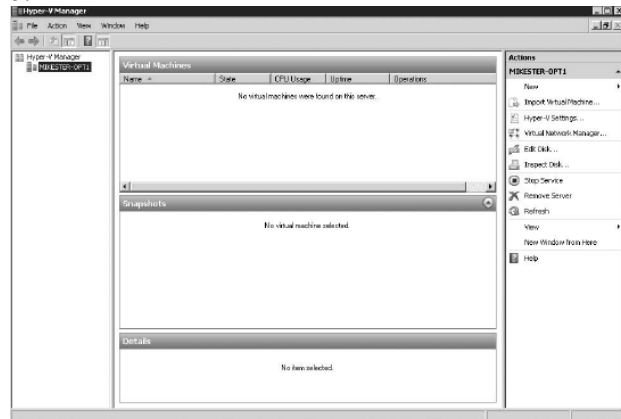 Hyper-V Manager
File Action View Window Help
Hyper-V Manager
MIKESTER-OPT1
Virtual Machines
Name State CPU Usage Uptime Operations
No virtual machines were found on this server.
Snapshots
No virtual machine selected.
Details
No item selected.
Actions
MIKESTER-OPT1
New
Import Virtual Machine...
Hyper-V Settings...
Virtual Network Manager...
Edit Disk...
Inspect Disk...
Stop Service
Remove Server
Refresh
View
New Window from Here
Help